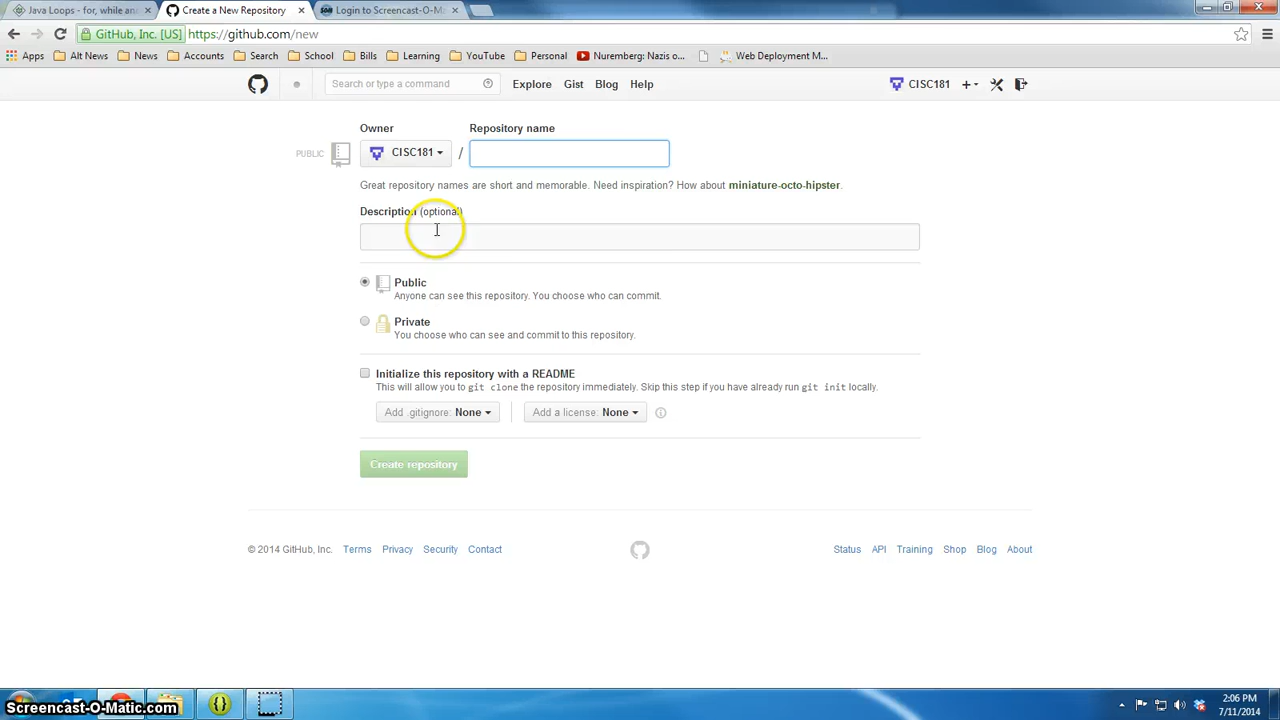 Java Loops - for, while an
Create a New Repository
Login to Screencast-O-Ma
GitHub, Inc. [US] https://github.com/new
Apps Alt News News Accounts Search School Bills Learning YouTube Personal Nuremberg: Nazis o... Web Deployment M...
Search or type a command Explore Gist Blog Help CISC181
Owner Repository name
PUBLIC CISC181 /
Great repository names are short and memorable. Need inspiration? How about miniature-octo-hipster.
Description (optional)
Public
Anyone can see this repository. You choose who can commit.
Private
You choose who can see and commit to this repository.
Initialize this repository with a README
This will allow you to git clone the repository immediately. Skip this step if you have already run git init locally.
Add .gitignore: None Add a license: None
Create repository
© 2014 GitHub, Inc. Terms Privacy Security Contact Status API Training Shop Blog About
2:06 PM
7/11/2014
Screencast-O-Matic.com